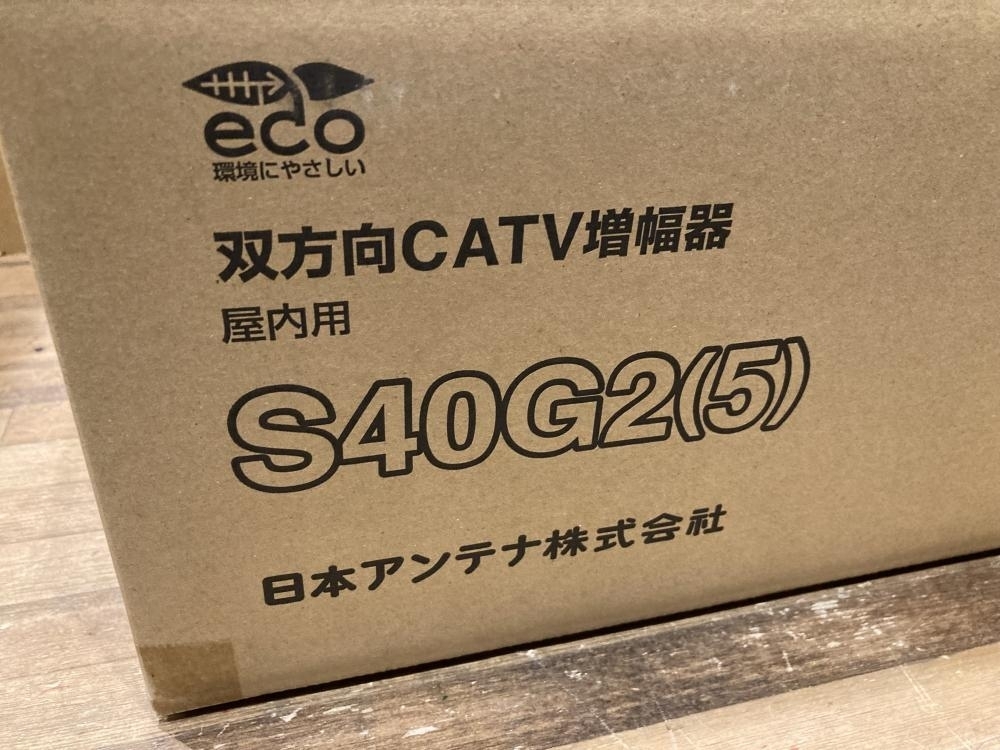 eco
環境にやさしい
双方向CATV増幅器
屋内用
S40G2(5)
日本アンテナ株式会社